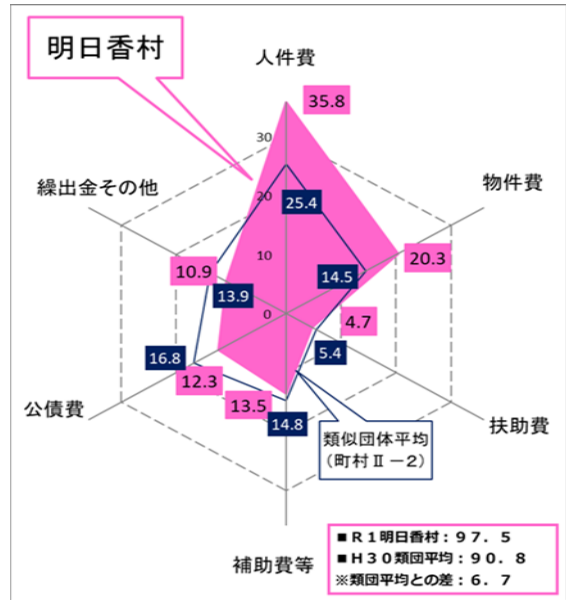 明日香村
人件費
35.8
30
繰出金その他
物件費
20
25.4
20.3
10.9
10
14.5
13.9
0
4.7
16.8
5.4
12.3
公債費
13.5
14.8
扶助費
類似団体平均
（町村Ⅱ－2）
補助費等
■Ｒ１明日香村：９７．５
■Ｈ３０類団平均：９０．８
※類団平均との差：６．７